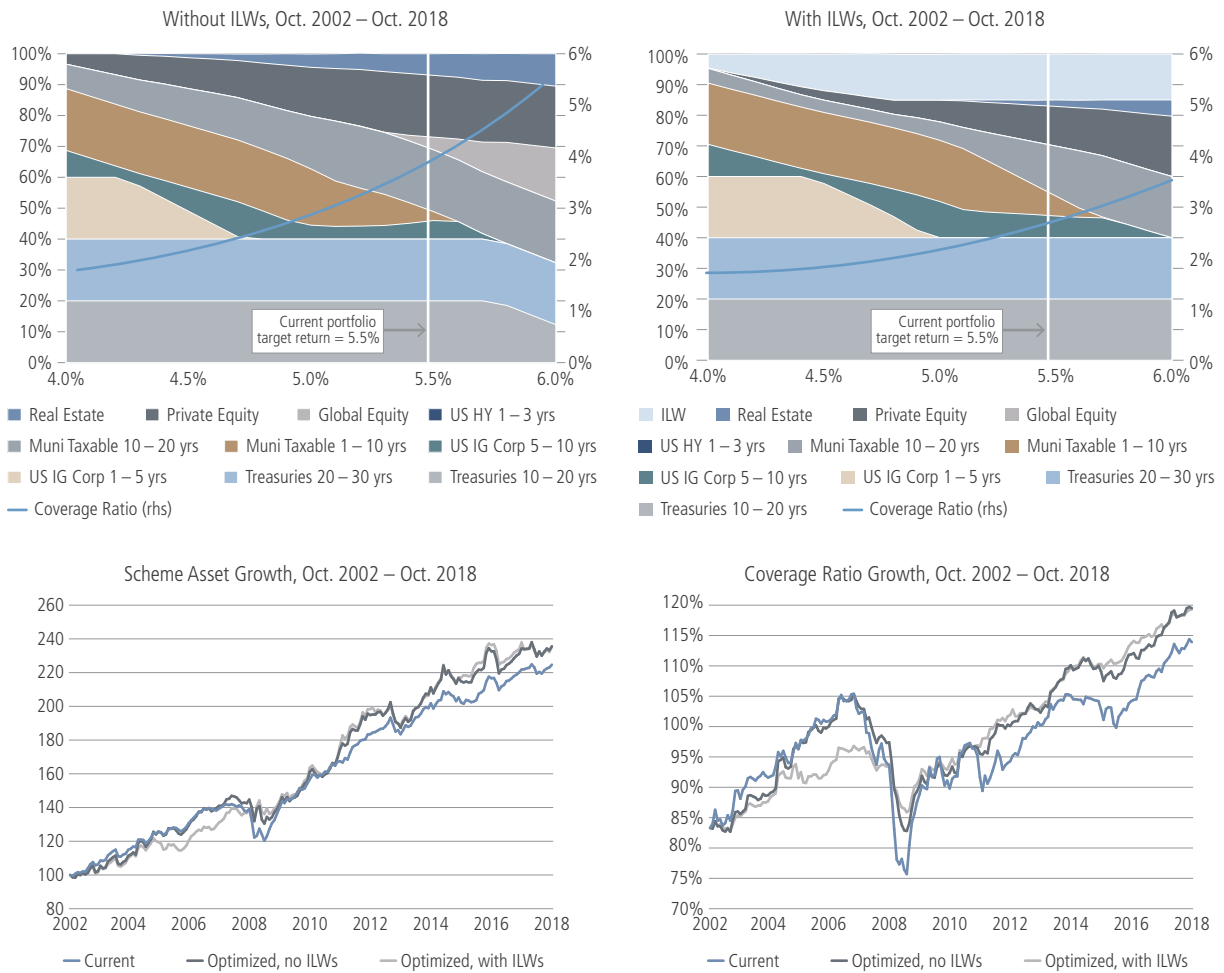 Without ILWs, Oct. 2002 – Oct. 2018
100%
90%
80%
70%
60%
50%
40%
30%
20%
10%
0%
6%
5%
4%
3%
2%
1%
0%
Current portfolio
target return = 5.5%
4.0% 4.5% 5.0% 5.5% 6.0%
Real Estate Private Equity Global Equity US HY 1 – 3 yrs
Muni Taxable 10 – 20 yrs Muni Taxable 1 – 10 yrs US IG Corp 5 – 10 yrs
US IG Corp 1 – 5 yrs Treasuries 20 – 30 yrs Treasuries 10 – 20 yrs
Coverage Ratio (rhs)
With ILWs, Oct. 2002 – Oct. 2018
100%
90%
80%
70%
60%
50%
40%
30%
20%
10%
0%
6%
5%
4%
3%
2%
1%
0%
Current portfolio
target return = 5.5%
4.0% 4.5% 5.0% 5.5% 6.0%
ILW Real Estate Private Equity Global Equity
US HY 1 – 3 yrs Muni Taxable 10 – 20 yrs Muni Taxable 1 – 10 yrs
US IG Corp 5 – 10 yrs US IG Corp 1 – 5 yrs Treasuries 20 – 30 yrs
Treasuries 10 – 20 yrs Coverage Ratio (rhs)
Scheme Asset Growth, Oct. 2002 – Oct. 2018
260
240
220
200
180
160
140
120
100
80
2002 2004 2006 2008 2010 2012 2014 2016 2018
Current Optimized, no ILWs Optimized, with ILWs
Coverage Ratio Growth, Oct. 2002 – Oct. 2018
120%
115%
110%
105%
100%
95%
90%
85%
80%
75%
70%
2002 2004 2006 2008 2010 2012 2014 2016 2018
Current Optimized, no ILWs Optimized, with ILWs